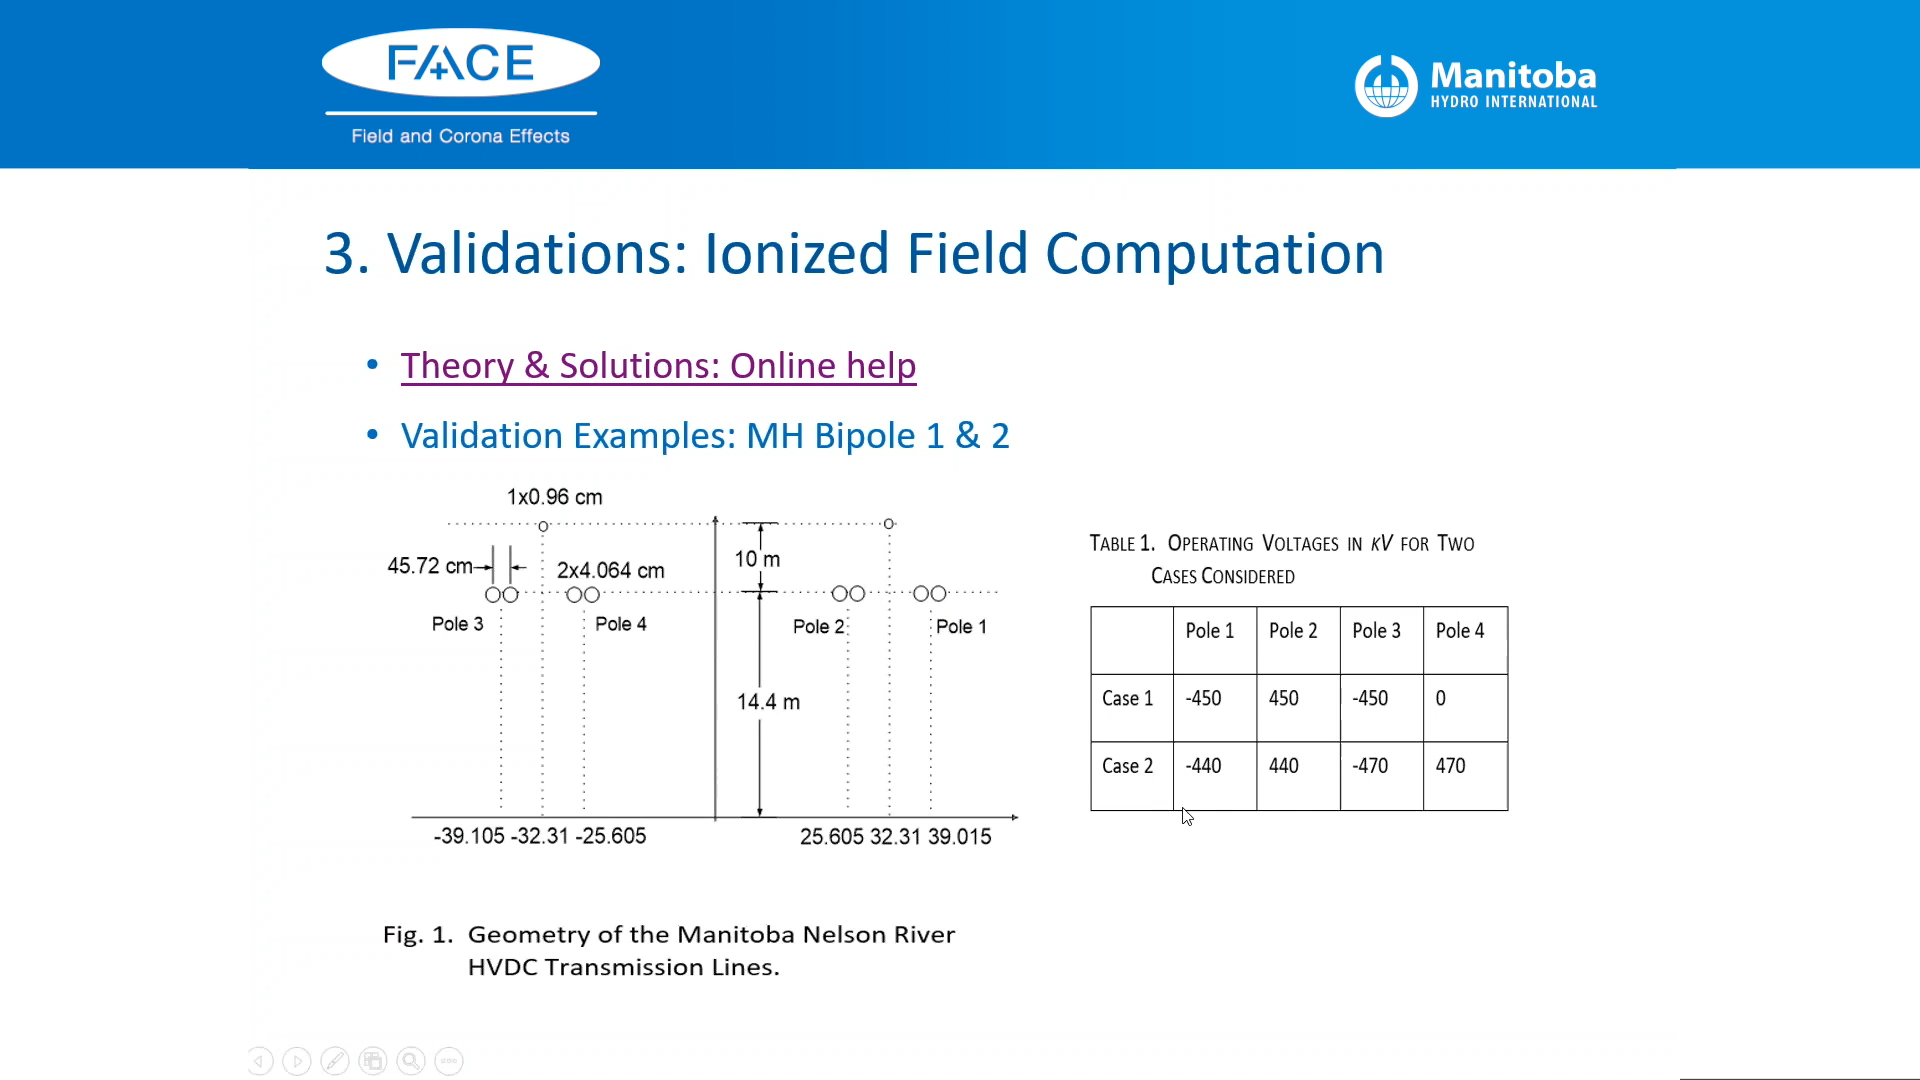 FACE
Field and Corona Effects
Manitoba
HYDRO INTERNATIONAL
3. Validations: Ionized Field Computation
• Theory & Solutions: Online help
• Validation Examples: MH Bipole 1 & 2
1x0.96 cm
45.72 cm
2x4.064 cm
10 m
Pole 3
Pole 4
Pole 2
Pole 1
14.4 m
-39.105 -32.31 -25.605
25.605 32.31 39.015
Fig. 1. Geometry of the Manitoba Nelson River
HVDC Transmission Lines.
TABLE 1. OPERATING VOLTAGES IN KV FOR TWO
CASES CONSIDERED
Pole 1 Pole 2 Pole 3 Pole 4
Case 1 -450 450 -450 0
Case 2 -440 440 -470 470